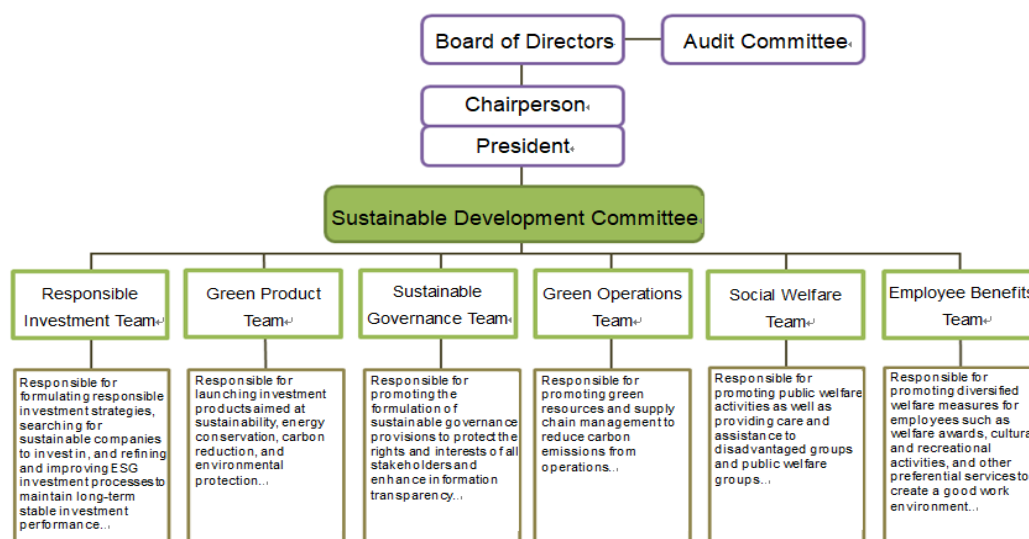 Board of Directors
Audit Committee
Chairperson
President
Sustainable Development Committee
Responsible
Investment Team
Green Product
Team
Sustainable
Governance Team
Green Operations
Team
Social Welfare
Team
Employee Benefits
Team
Responsible for
formulating responsible
investment strategies,
searching for
sustainable companies
to invest in, and refining
and improving ESG
investment processes to
maintain long-term
stable investment
performance...
Responsible for
launching investment
products aimed at
sustainability, energy
conservation, carbon
reduction, and
environmental
protection...
Responsible for
promoting the
formulation of
sustainable governance
provisions to protect the
rights and interests of all
stakeholders and
enhance information
transparency...
Responsible for
promoting green
resources and supply
chain management to
reduce carbon
emissions from
operations...
Responsible for
promoting public welfare
activities as well as
providing care and
assistance to
disadvantaged groups
and public welfare
groups...
Responsible for
promoting diversified
welfare measures for
employees such as
welfare awards, cultura
and recreational
activities, and other
preferential services to
create a good work
environment...